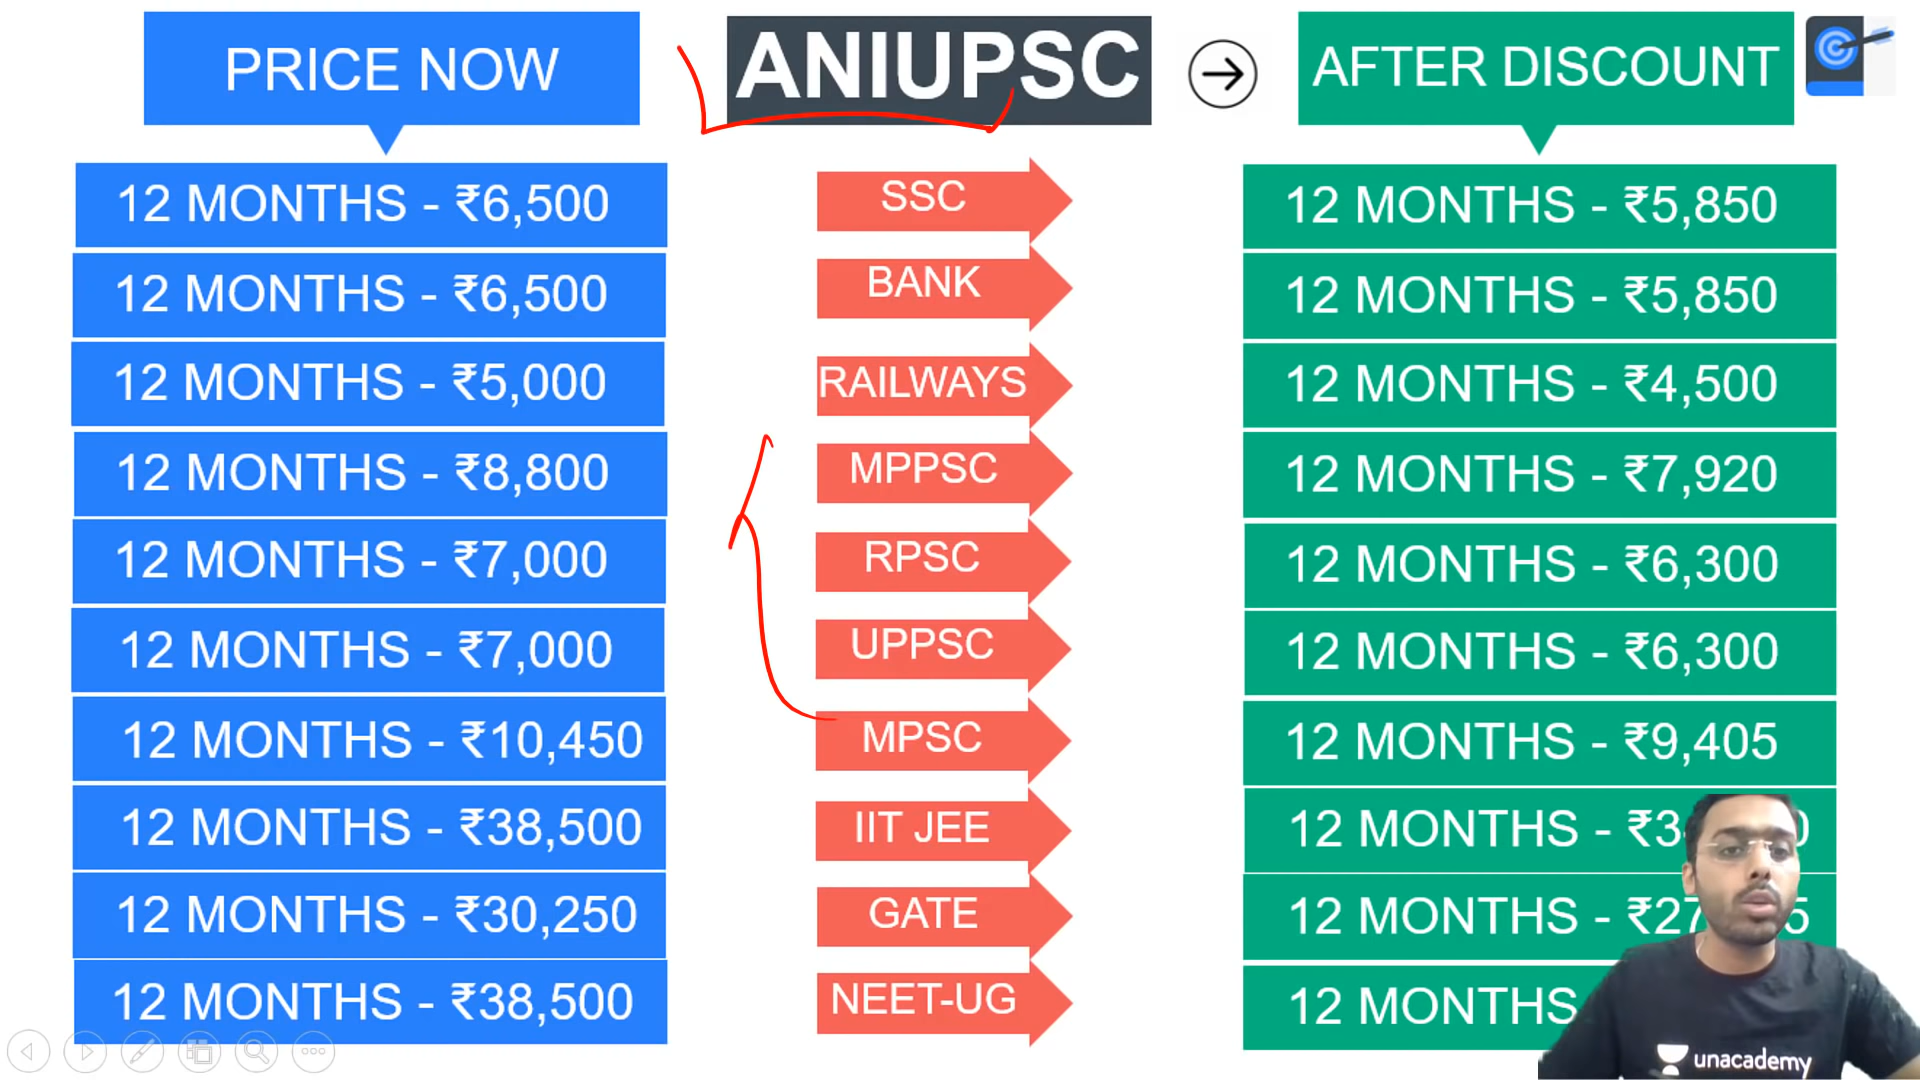 PRICE NOW
ANIUPSC
AFTER DISCOUNT
12 MONTHS - ₹6,500
SSC
12 MONTHS - ₹5,850
12 MONTHS - ₹6,500
BANK
12 MONTHS - ₹5,850
12 MONTHS - ₹5,000
RAILWAYS
12 MONTHS - ₹4,500
12 MONTHS - ₹8,800
MPPSC
12 MONTHS - ₹7,920
12 MONTHS - ₹7,000
RPSC
12 MONTHS - ₹6,300
12 MONTHS - ₹7,000
UPPSC
12 MONTHS - ₹6,300
12 MONTHS - ₹10,450
MPSC
12 MONTHS - ₹9,405
12 MONTHS - ₹38,500
IIT JEE
12 MONTHS -
12 MONTHS - ₹30,250
GATE
12 MONTHS -
12 MONTHS - ₹38,500
NEET-UG
12 MONTHS
unacademy